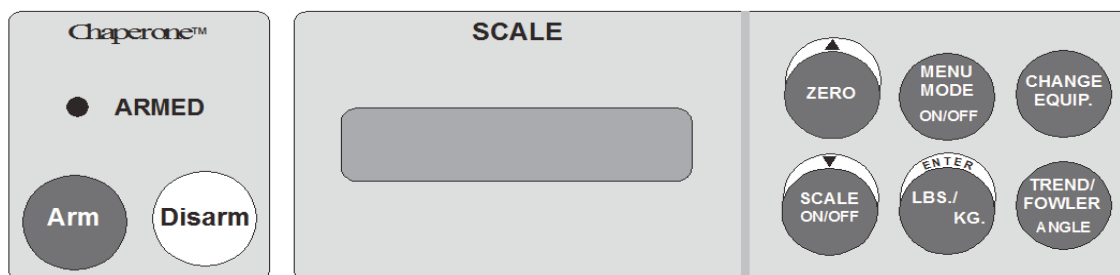 Chaperone™
ARMED
Arm
Disarm
SCALE
ZERO
MENU
MODE
ON/OFF
CHANGE
EQUIP.
SCALE
ON/OFF
ENTER
LBS./
KG.
TREND/
FOWLER
ANGLE